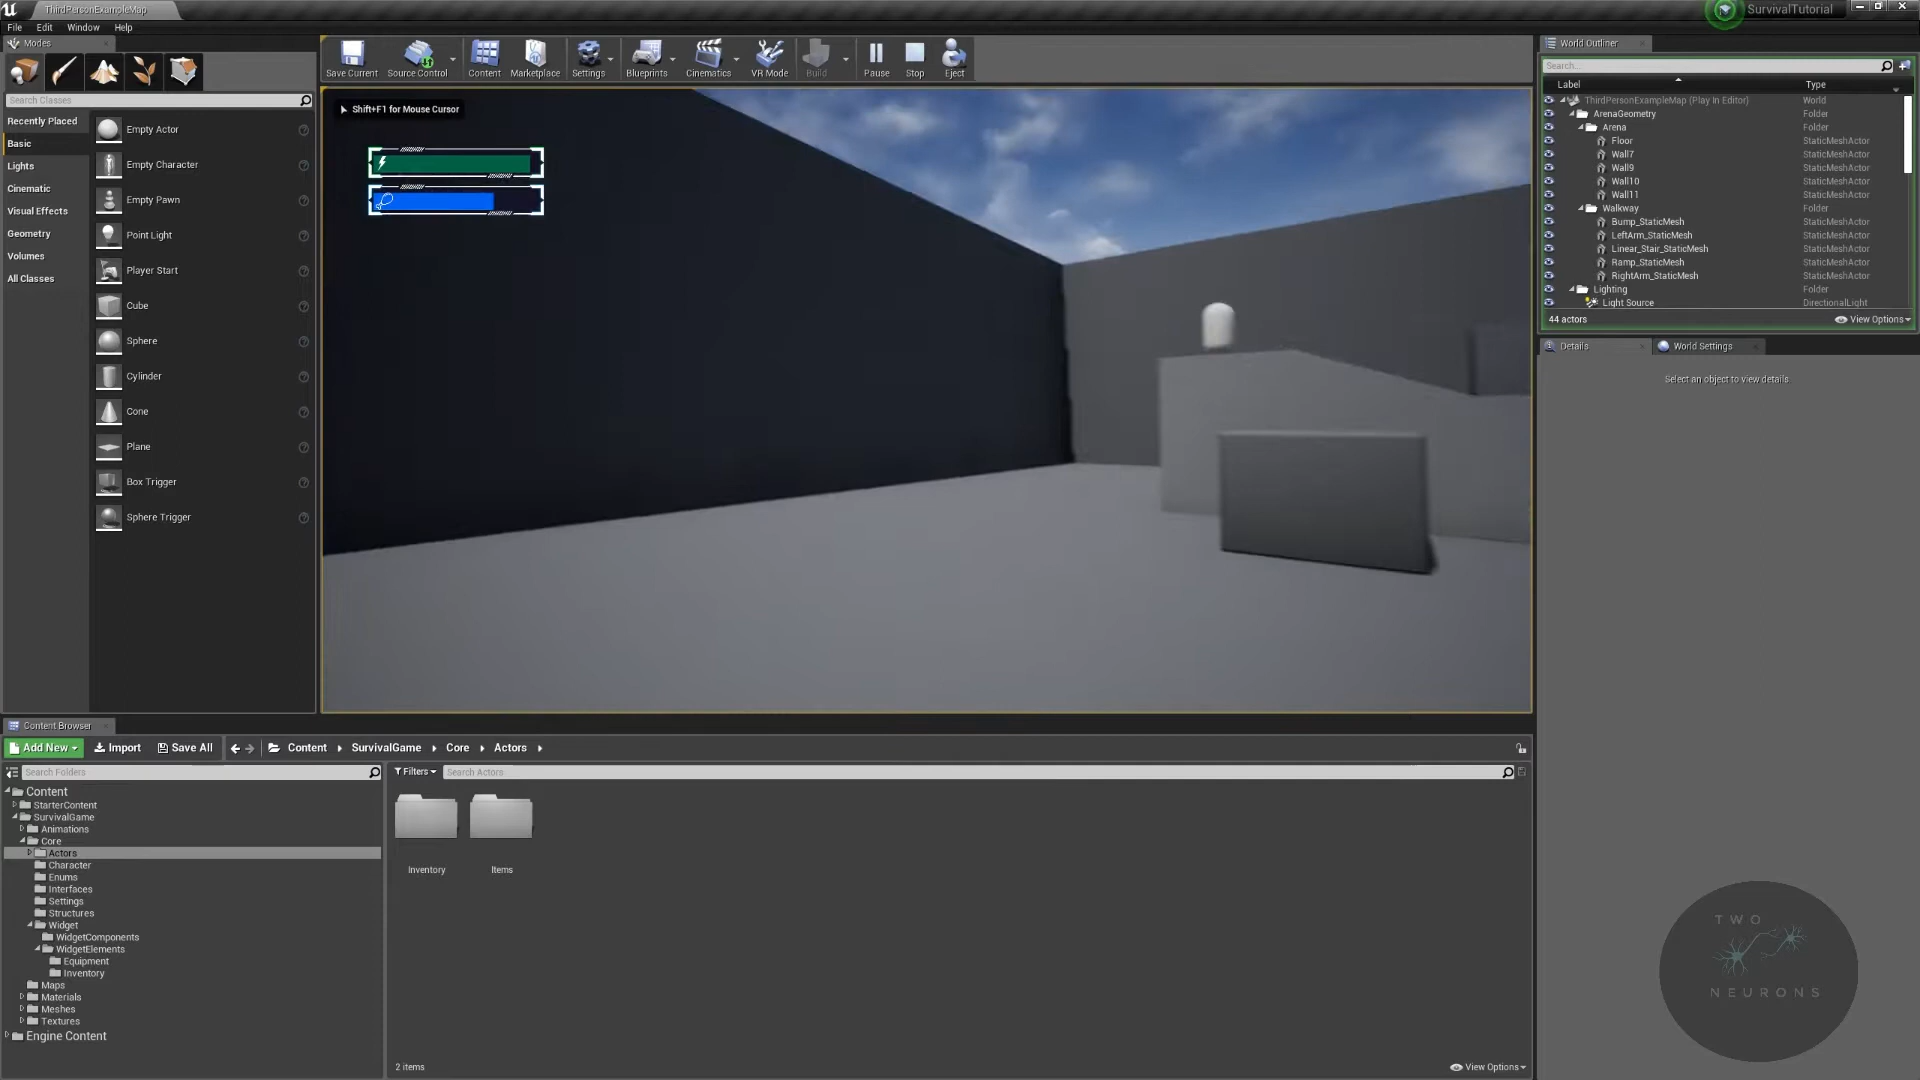 ThirdPersonExampleMap
SurvivalTutorial
File Edit Window Help
Modes
World Outliner
Save Current Source Control Content Marketplace Settings Blueprints Cinematics VR Mode Build Pause Stop Eject
Search...
Label Type
Search Classes
Recently Placed
Basic
Lights
Cinematic
Visual Effects
Geometry
Volumes
All Classes
Empty Actor
Empty Character
Empty Pawn
Point Light
Player Start
Cube
Sphere
Cylinder
Cone
Plane
Box Trigger
Sphere Trigger
Shift+F1 for Mouse Cursor
ThirdPersonExampleMap (Play In Editor) World
ArenaGeometry Folder
Arena Folder
Floor StaticMeshActor
Wall7 StaticMeshActor
Wall9 StaticMeshActor
Wall10 StaticMeshActor
Wall11 StaticMeshActor
Walkway Folder
Bump_StaticMesh StaticMeshActor
LeftArm_StaticMesh StaticMeshActor
Linear_Stair_StaticMesh StaticMeshActor
Ramp_StaticMesh StaticMeshActor
RightArm_StaticMesh StaticMeshActor
Lighting Folder
Light Source DirectionalLight
44 actors View Options
Details World Settings
Select an object to view details
Content Browser
Add New Import Save All Content SurvivalGame Core Actors
Search Folders
Filters Search Actors
Content
StarterContent
SurvivalGame
Animations
Core
Actors
Character
Enums
Interfaces
Settings
Structures
Widget
WidgetComponents
WidgetElements
Equipment
Inventory
Maps
Materials
Meshes
Textures
Engine Content
Inventory Items
2 items View Options
TWO
NEURONS